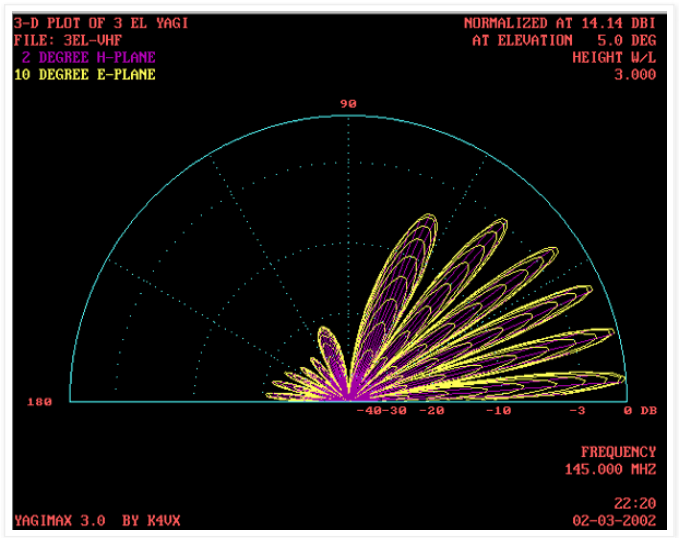 3-D PLOT OF 3 EL YAGI
FILE: 3EL-VHF
2 DEGREE H-PLANE
10 DEGREE E-PLANE
NORMALIZED AT 14.14 DBI
AT ELEVATION 5.0 DEG
HEIGHT W/L
3.000
90
180
-40-30 -20 -10 -3 0 DB
FREQUENCY
145.000 MHZ
22:20
YAGIMAX 3.0 BY K4VX
02-03-2002